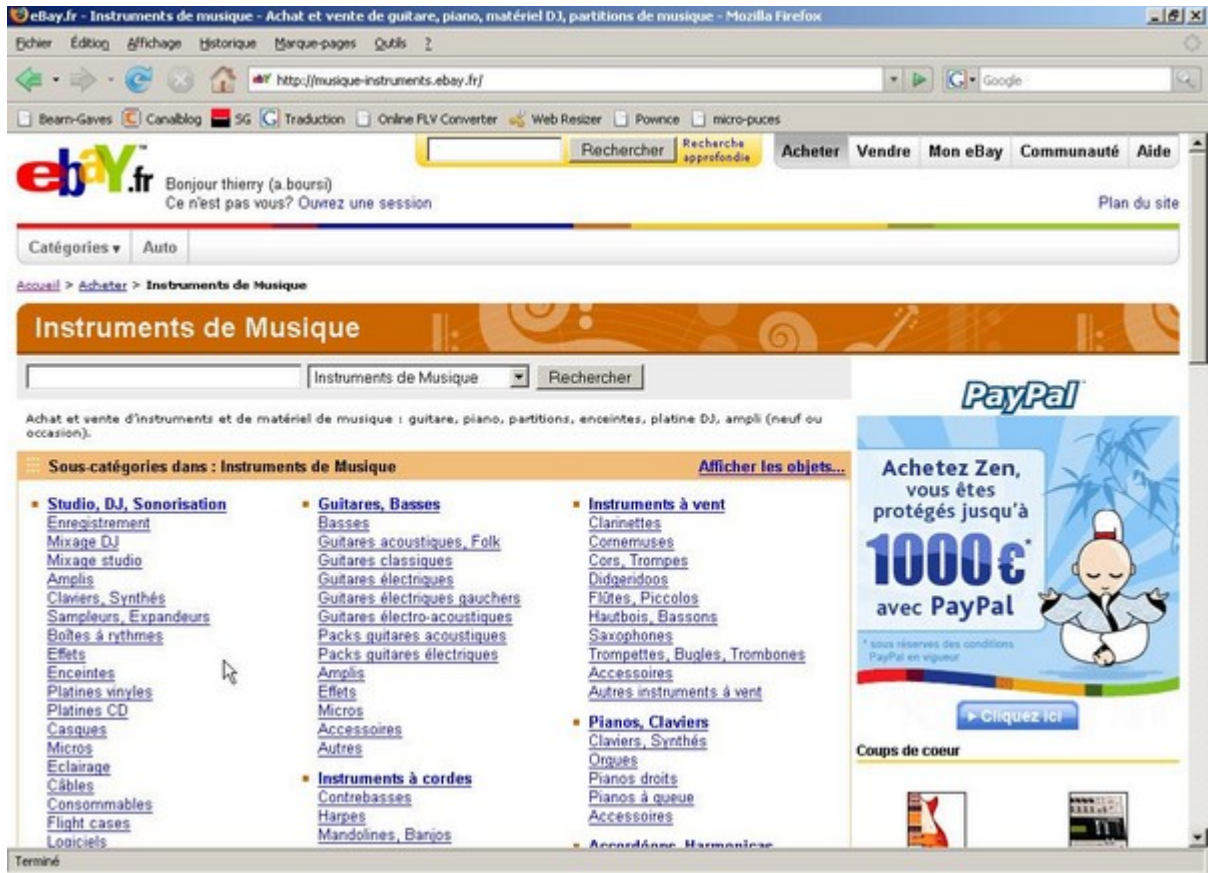 eBay.fr - Instruments de musique - Achat et vente de guitare, piano, matériel DJ, partitions de musique - Mozilla Firefox
Fichier Édition Affichage Historique Marque-pages Outils ?
http://musique-instruments.ebay.fr/
Google
Bearn-Gaves Canalblog SG Traduction Online FLV Converter Web Resizer Pownce micro-puces
ebaY.fr
Rechercher
Recherche
approfondie
Acheter Vendre Mon eBay Communauté Aide
Bonjour thierry (a.boursi)
Ce n'est pas vous? Ouvrez une session
Plan du site
Catégories Auto
Accueil > Acheter > Instruments de Musique
Instruments de Musique
Instruments de Musique Rechercher
Achat et vente d'instruments et de matériel de musique : guitare, piano, partitions, enceintes, platine DJ, ampli (neuf ou
occasion).
Sous-catégories dans : Instruments de Musique Afficher les objets...
Studio, DJ, Sonorisation
Enregistrement
Mixage DJ
Mixage studio
Amplis
Claviers, Synthés
Sampleurs, Expandeurs
Boîtes à rythmes
Effets
Enceintes
Platines vinyles
Platines CD
Casques
Micros
Eclairage
Câbles
Consommables
Flight cases
Logiciels
Guitares, Basses
Basses
Guitares acoustiques, Folk
Guitares classiques
Guitares électriques
Guitares électriques gauchers
Guitares électro-acoustiques
Packs guitares acoustiques
Packs guitares électriques
Amplis
Effets
Micros
Accessoires
Autres
Instruments à cordes
Contrebasses
Harpes
Mandolines, Banjos
Instruments à vent
Clarinettes
Cornemuses
Cors, Trompes
Didgeridoos
Flûtes, Piccolos
Hautbois, Bassons
Saxophones
Trompettes, Bugles, Trombones
Accessoires
Autres instruments à vent
Pianos, Claviers
Claviers, Synthés
Orgues
Pianos droits
Pianos à queue
Accessoires
Accordéons, Harmonicas
PayPal
Achetez Zen,
vous êtes
protégés jusqu'à
1000€*
avec PayPal
* sous réserves des conditions
PayPal en vigueur
Cliquez ici
Coups de coeur
Terminé